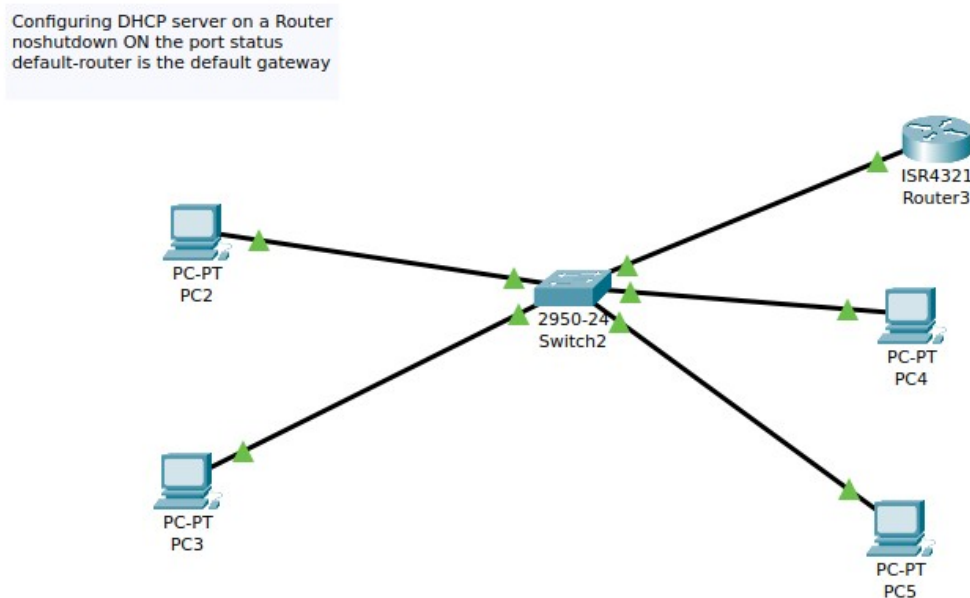 Configuring DHCP server on a Router
noshutdown ON the port status
default-router is the default gateway
ISR4321
Router3
PC-PT
PC2
2950-24
Switch2
PC-PT
PC4
PC-PT
PC3
PC-PT
PC5